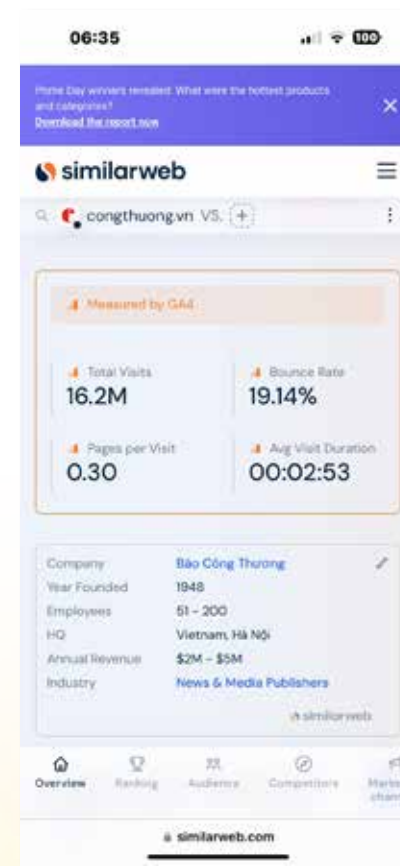 06:35
100
Prime Day winners revealed. What were the hottest products
and categories?
Download the report now
similarweb
congthuong.vn VS. +
Measured by GA4
Total Visits
Bounce Rate
16.2M
19.14%
Pages per Visit
Avg Visit Duration
0.30
00:02:53
Company Báo Công Thương
Year Founded 1948
Employees 51 - 200
HQ Vietnam, Hà Nội
Annual Revenue $2M - $5M
Industry News & Media Publishers
similarweb
Overview Ranking Audience Competitors
similarweb.com